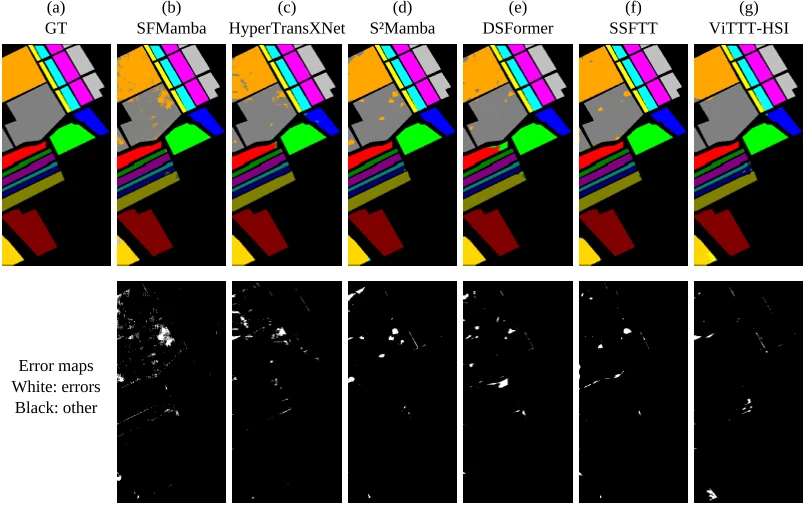 (a) (b) (c) (d) (e) (f) (g)
GT SFMamba HyperTransXNet S²Mamba DSFormer SSFTT ViTTT-HSI
Error maps
White: errors
Black: other